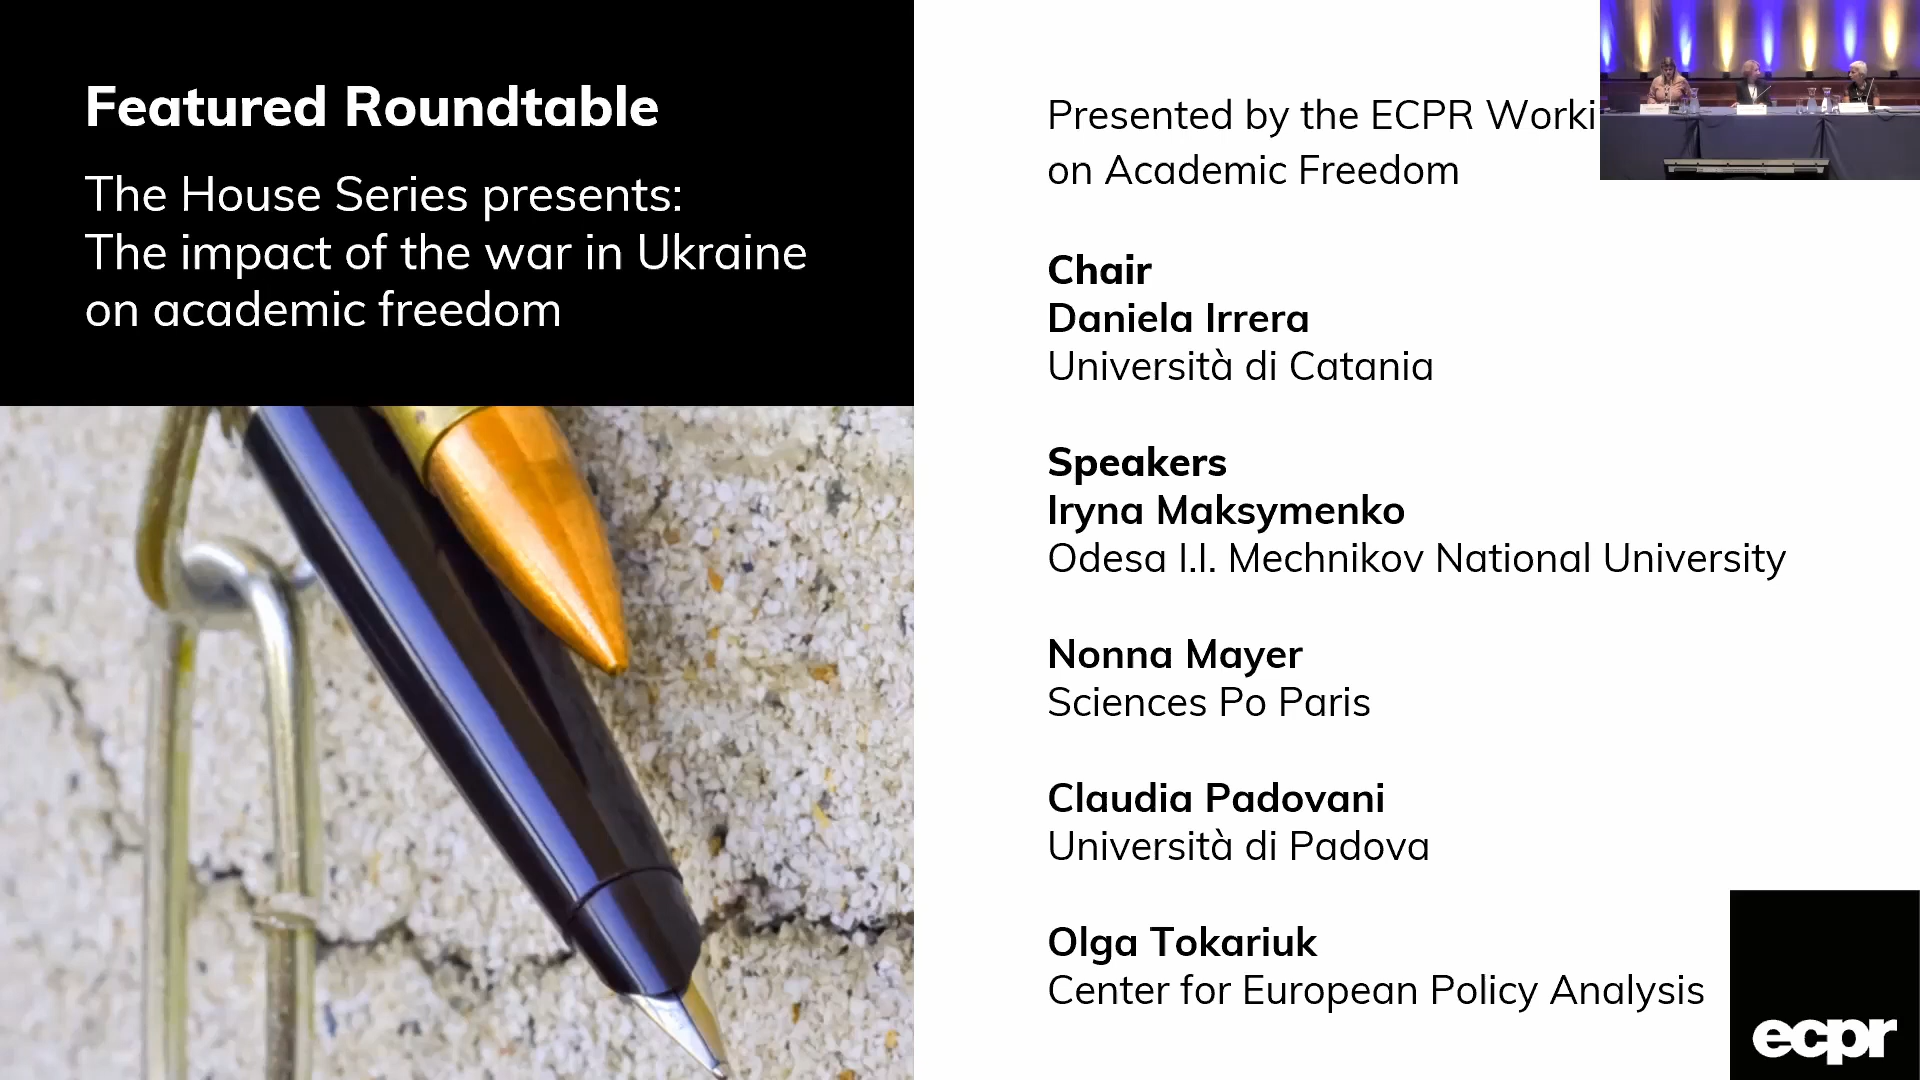 Featured Roundtable
The House Series presents:
The impact of the war in Ukraine
on academic freedom
Presented by the ECPR Worki
on Academic Freedom
Chair
Daniela Irrera
Università di Catania
Speakers
Iryna Maksymenko
Odesa I.I. Mechnikov National University
Nonna Mayer
Sciences Po Paris
Claudia Padovani
Università di Padova
Olga Tokariuk
Center for European Policy Analysis
ecpr